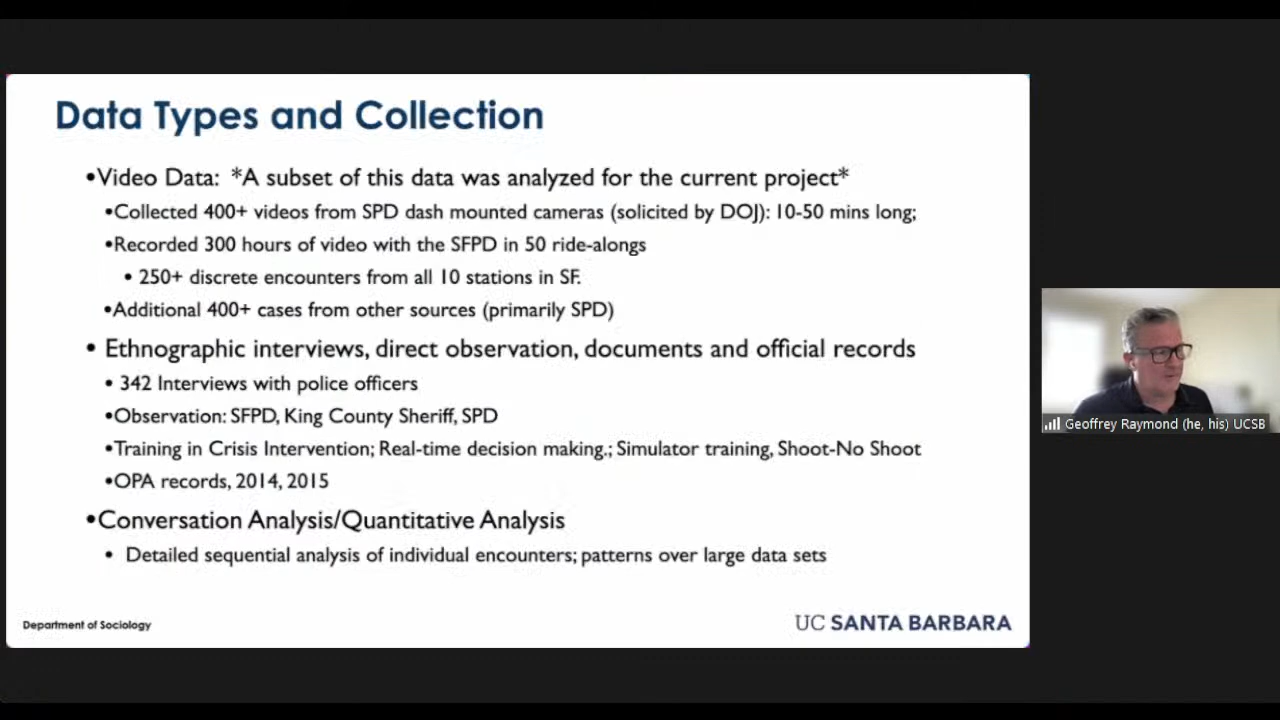 Data Types and Collection
•Video Data: *A subset of this data was analyzed for the current project*
•Collected 400+ videos from SPD dash mounted cameras (solicited by DOJ): 10-50 mins long;
•Recorded 300 hours of video with the SFPD in 50 ride-alongs
• 250+ discrete encounters from all 10 stations in SF.
•Additional 400+ cases from other sources (primarily SPD)
• Ethnographic interviews, direct observation, documents and official records
• 342 Interviews with police officers
•Observation: SFPD, King County Sheriff, SPD
•Training in Crisis Intervention; Real-time decision making.; Simulator training, Shoot-No Shoot
•OPA records, 2014, 2015
•Conversation Analysis/Quantitative Analysis
• Detailed sequential analysis of individual encounters; patterns over large data sets
Department of Sociology
UC SANTA BARBARA
Geoffrey Raymond (he, his) UCSB